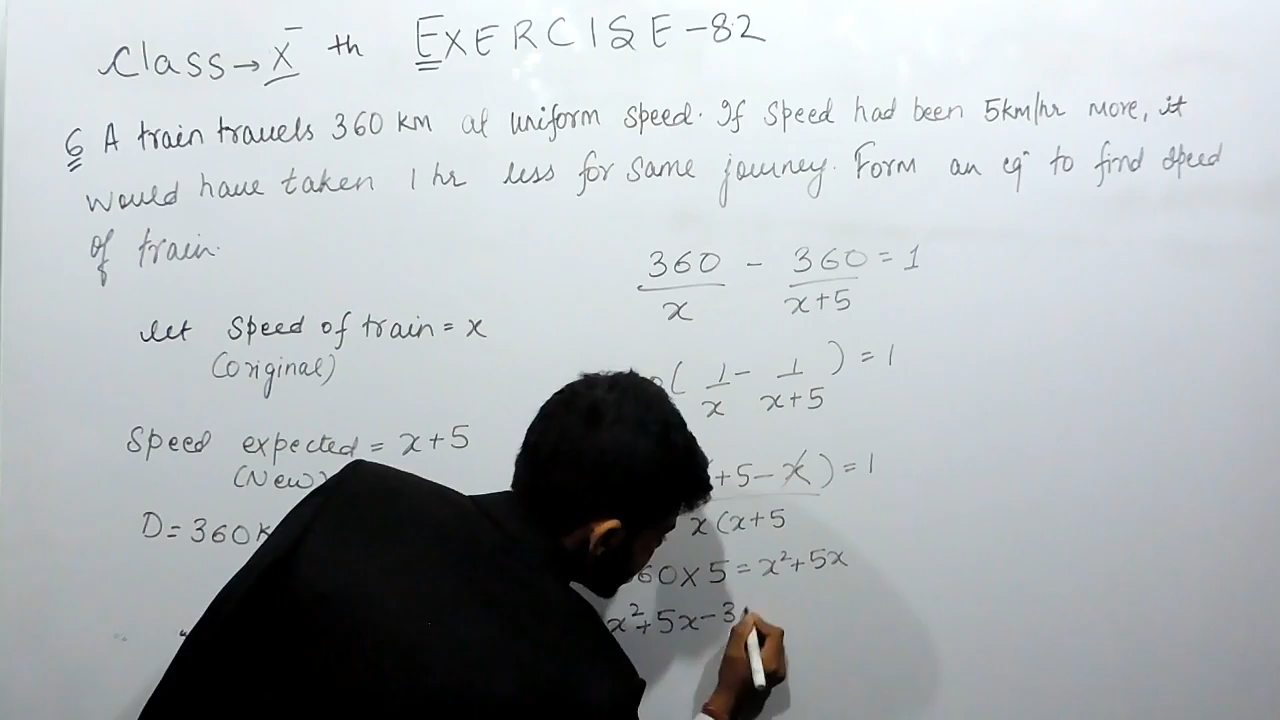 Class → X th EXERCISE-82
6 A train travels 360 KM at uniform speed. If speed had been 5km/hr more, it
would have taken 1 hr less for same journey. Form an eqⁿ to find speed
of train.
let speed of train = x
(original)
Speed expected = x+5
(New)
D = 360K
360/x - 360/x+5 = 1
( 1/x - 1/x+5 ) = 1
+5-x) = 1
x(x+5
60×5 = x²+5x
x²+5x-3